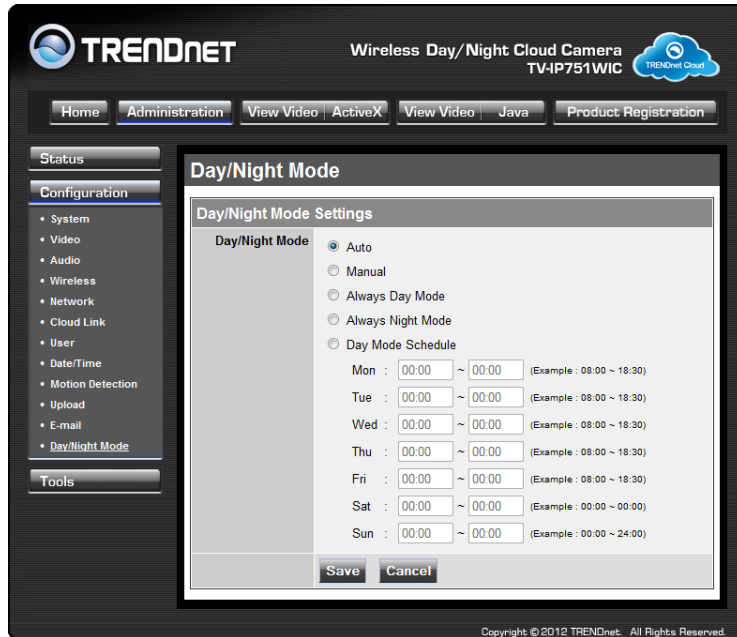 TRENDNET
Wireless Day/Night Cloud Camera
TV-IP751WIC
TRENDnet Cloud
Home
Administration
View Video | ActiveX
View Video | Java
Product Registration
Status
Configuration
• System
• Video
• Audio
• Wireless
• Network
• Cloud Link
• User
• Date/Time
• Motion Detection
• Upload
• E-mail
• Day/Night Mode
Tools
Day/Night Mode
Day/Night Mode Settings
Day/Night Mode
Auto
Manual
Always Day Mode
Always Night Mode
Day Mode Schedule
Mon : 00:00 ~ 00:00 (Example : 08:00 ~ 18:30)
Tue : 00:00 ~ 00:00 (Example : 08:00 ~ 18:30)
Wed : 00:00 ~ 00:00 (Example : 08:00 ~ 18:30)
Thu : 00:00 ~ 00:00 (Example : 08:00 ~ 18:30)
Fri : 00:00 ~ 00:00 (Example : 08:00 ~ 18:30)
Sat : 00:00 ~ 00:00 (Example : 00:00 ~ 00:00)
Sun : 00:00 ~ 00:00 (Example : 00:00 ~ 24:00)
Save
Cancel
Copyright © 2012 TRENDnet. All Rights Reserved.